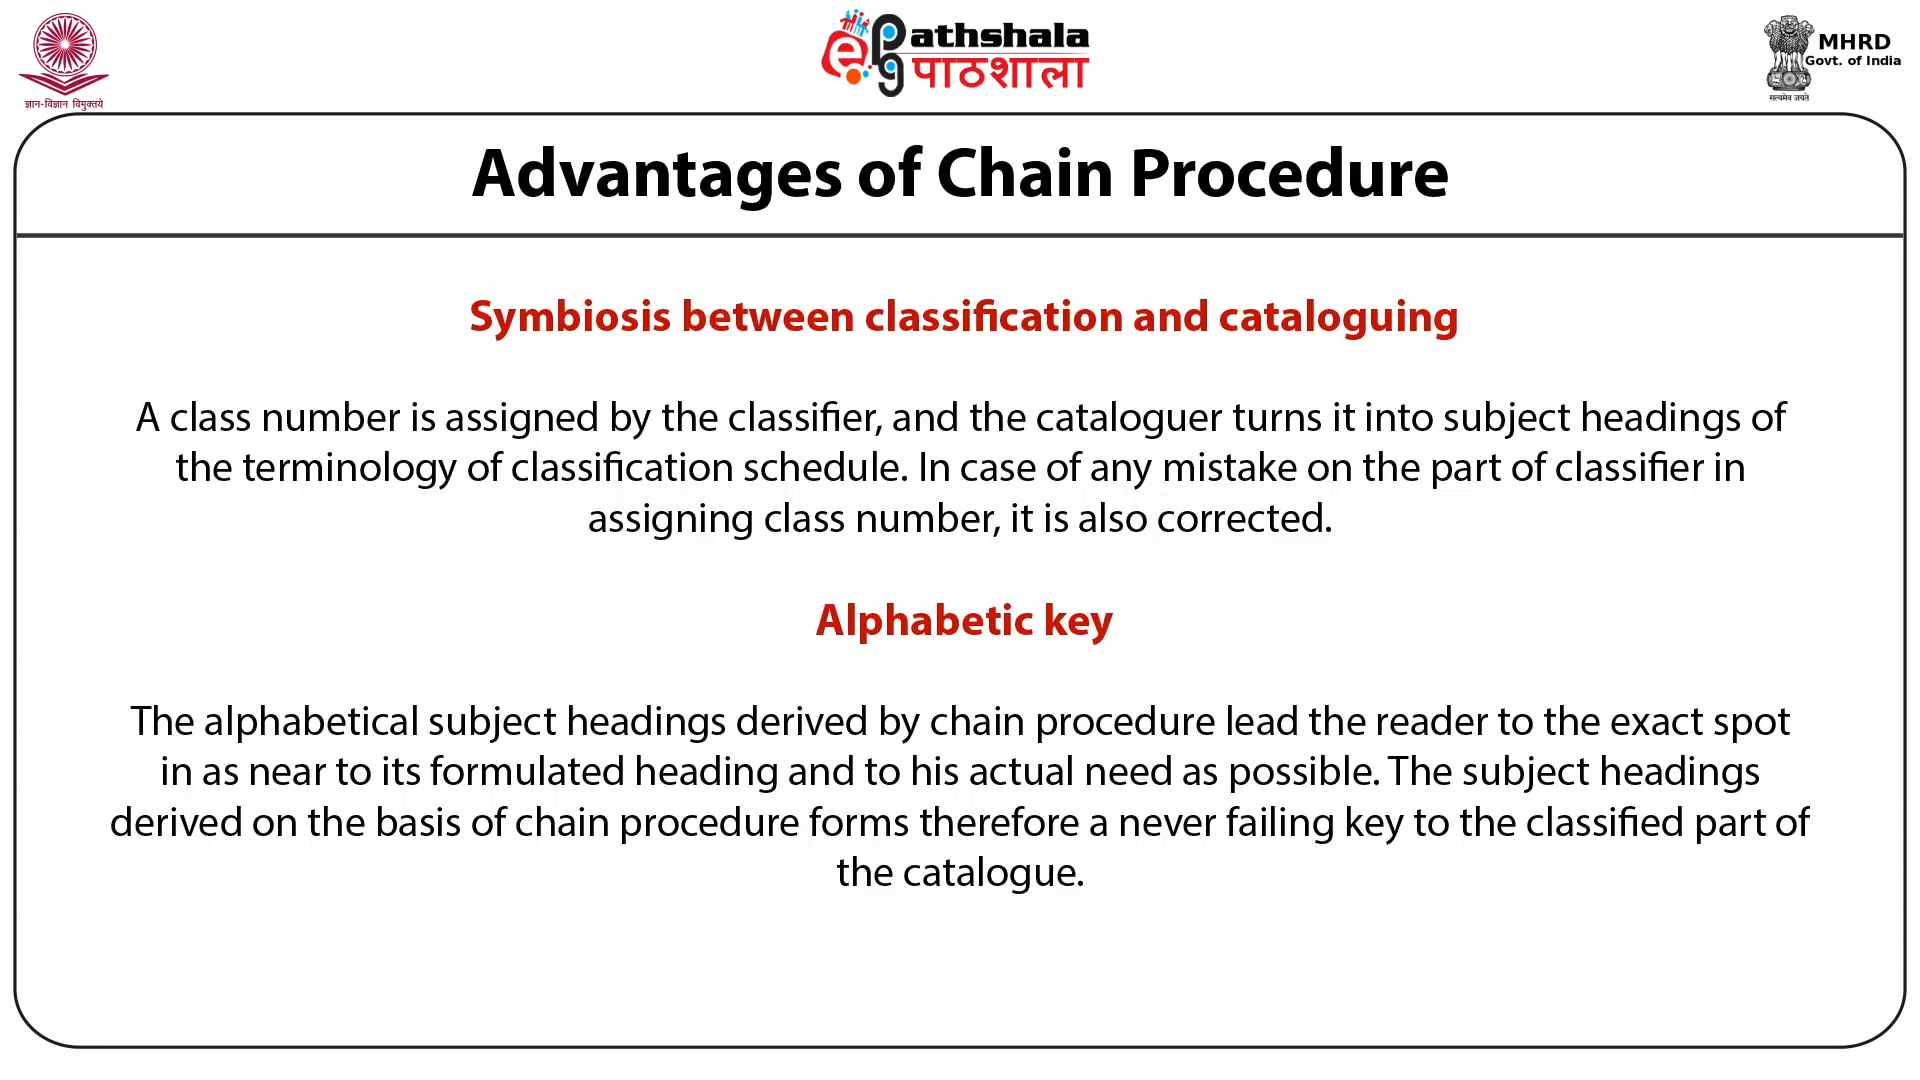 ज्ञान-विज्ञान विमुक्तये
ePathshala
पाठशाला
MHRD
Govt. of India
सत्यमेव जयते
Advantages of Chain Procedure
Symbiosis between classification and cataloguing
A class number is assigned by the classifier, and the cataloguer turns it into subject headings of
the terminology of classification schedule. In case of any mistake on the part of classifier in
assigning class number, it is also corrected.
Alphabetic key
The alphabetical subject headings derived by chain procedure lead the reader to the exact spot
in as near to its formulated heading and to his actual need as possible. The subject headings
derived on the basis of chain procedure forms therefore a never failing key to the classified part of
the catalogue.